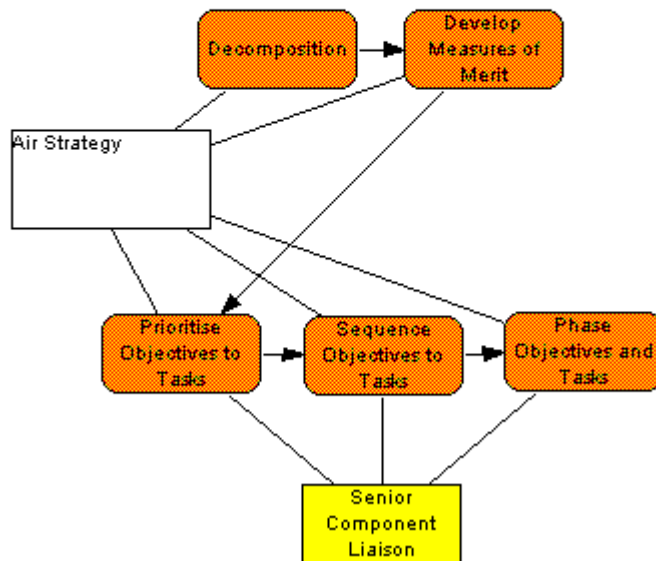 Decomposition
Develop
Measures of
Merit
Air Strategy
Prioritise
Objectives to
Tasks
Sequence
Objectives to
Tasks
Phase
Objectives and
Tasks
Senior
Component
Liaison